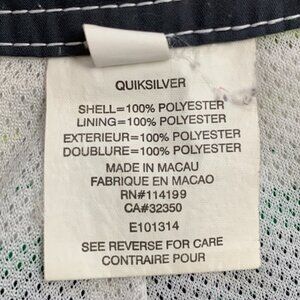 QUIKSILVER
SHELL=100% POLYESTER
LINING=100% POLYESTER
EXTERIEUR=100% POLYESTER
DOUBLURE=100% POLYESTER
MADE IN MACAU
FABRIQUE EN MACAO
RN#114199
CA#32350
E101314
SEE REVERSE FOR CARE
CONTRAIRE POUR